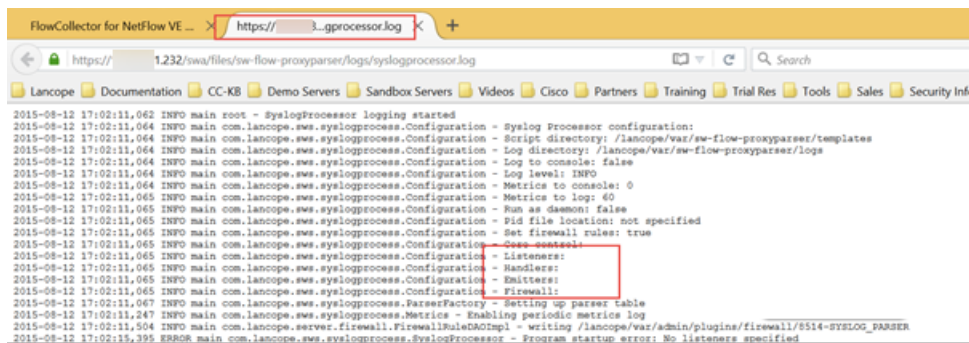 FlowCollector for NetFlow VE ...
https:// 3...gprocessor.log
https:// 1.232/swa/files/sw-flow-proxyparser/logs/syslogprocessor.log
Search
Lancope Documentation CC-KB Demo Servers Sandbox Servers Videos Cisco Partners Training Trial Res Tools Sales Security Inf
2015-08-12 17:02:11,062 INFO main root - SyslogProcessor logging started
2015-08-12 17:02:11,064 INFO main com.lancope.sws.syslogprocess.Configuration - Syslog Processor configuration:
2015-08-12 17:02:11,064 INFO main com.lancope.sws.syslogprocess.Configuration - Script directory: /lancope/var/sw-flow-proxyparser/templates
2015-08-12 17:02:11,064 INFO main com.lancope.sws.syslogprocess.Configuration - Log directory: /lancope/var/sw-flow-proxyparser/logs
2015-08-12 17:02:11,064 INFO main com.lancope.sws.syslogprocess.Configuration - Log to console: false
2015-08-12 17:02:11,064 INFO main com.lancope.sws.syslogprocess.Configuration - Log level: INFO
2015-08-12 17:02:11,064 INFO main com.lancope.sws.syslogprocess.Configuration - Metrics to console: 0
2015-08-12 17:02:11,065 INFO main com.lancope.sws.syslogprocess.Configuration - Metrics to log: 60
2015-08-12 17:02:11,065 INFO main com.lancope.sws.syslogprocess.Configuration - Run as daemon: false
2015-08-12 17:02:11,065 INFO main com.lancope.sws.syslogprocess.Configuration - Pid file location: not specified
2015-08-12 17:02:11,065 INFO main com.lancope.sws.syslogprocess.Configuration - Set firewall rules: true
2015-08-12 17:02:11,065 INFO main com.lancope.sws.syslogprocess.Configuration - control:
2015-08-12 17:02:11,065 INFO main com.lancope.sws.syslogprocess.Configuration - Listeners:
2015-08-12 17:02:11,065 INFO main com.lancope.sws.syslogprocess.Configuration - Handlers:
2015-08-12 17:02:11,065 INFO main com.lancope.sws.syslogprocess.Configuration - Emitters:
2015-08-12 17:02:11,065 INFO main com.lancope.sws.syslogprocess.Configuration - Firewall:
2015-08-12 17:02:11,067 INFO main com.lancope.sws.syslogprocess.ParserFactory - Setting up parser table
2015-08-12 17:02:11,247 INFO main com.lancope.sws.syslogprocess.Metrics - Enabling periodic metrics log
2015-08-12 17:02:11,504 INFO main com.lancope.server.firewall.FirewallRuleDAOImpl - writing /lancope/var/admin/plugins/firewall/8514-SYSLOG_PARSER
2015-08-12 17:02:15,395 ERROR main com.lancope.sws.syslogprocess.SyslogProcessor - Program startup error: No listeners specified